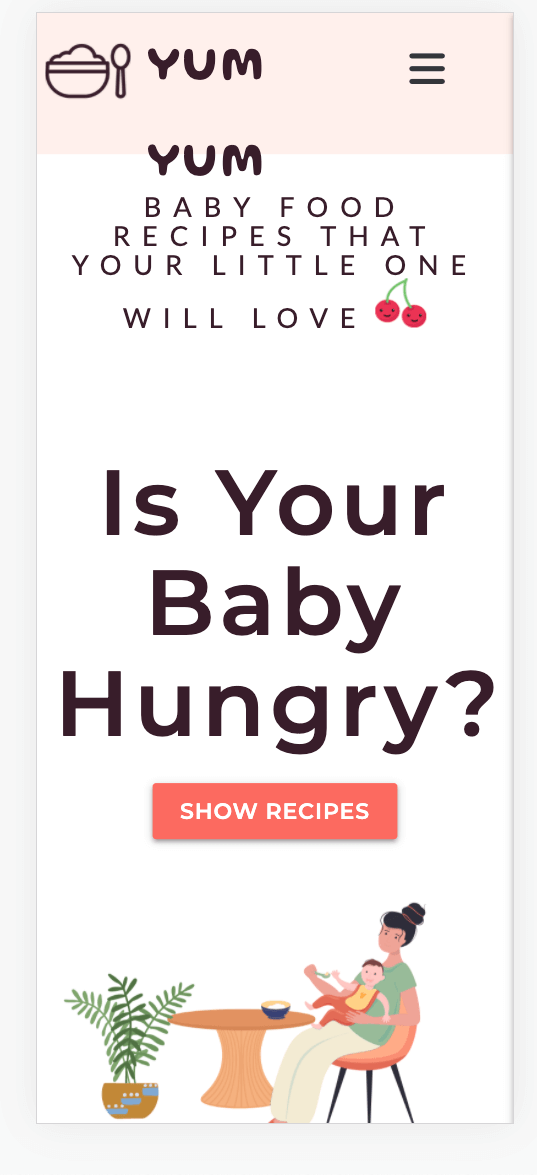 YUM
YUM
BABY FOOD
RECIPES THAT
YOUR LITTLE ONE
WILL LOVE
Is Your
Baby
Hungry?
SHOW RECIPES